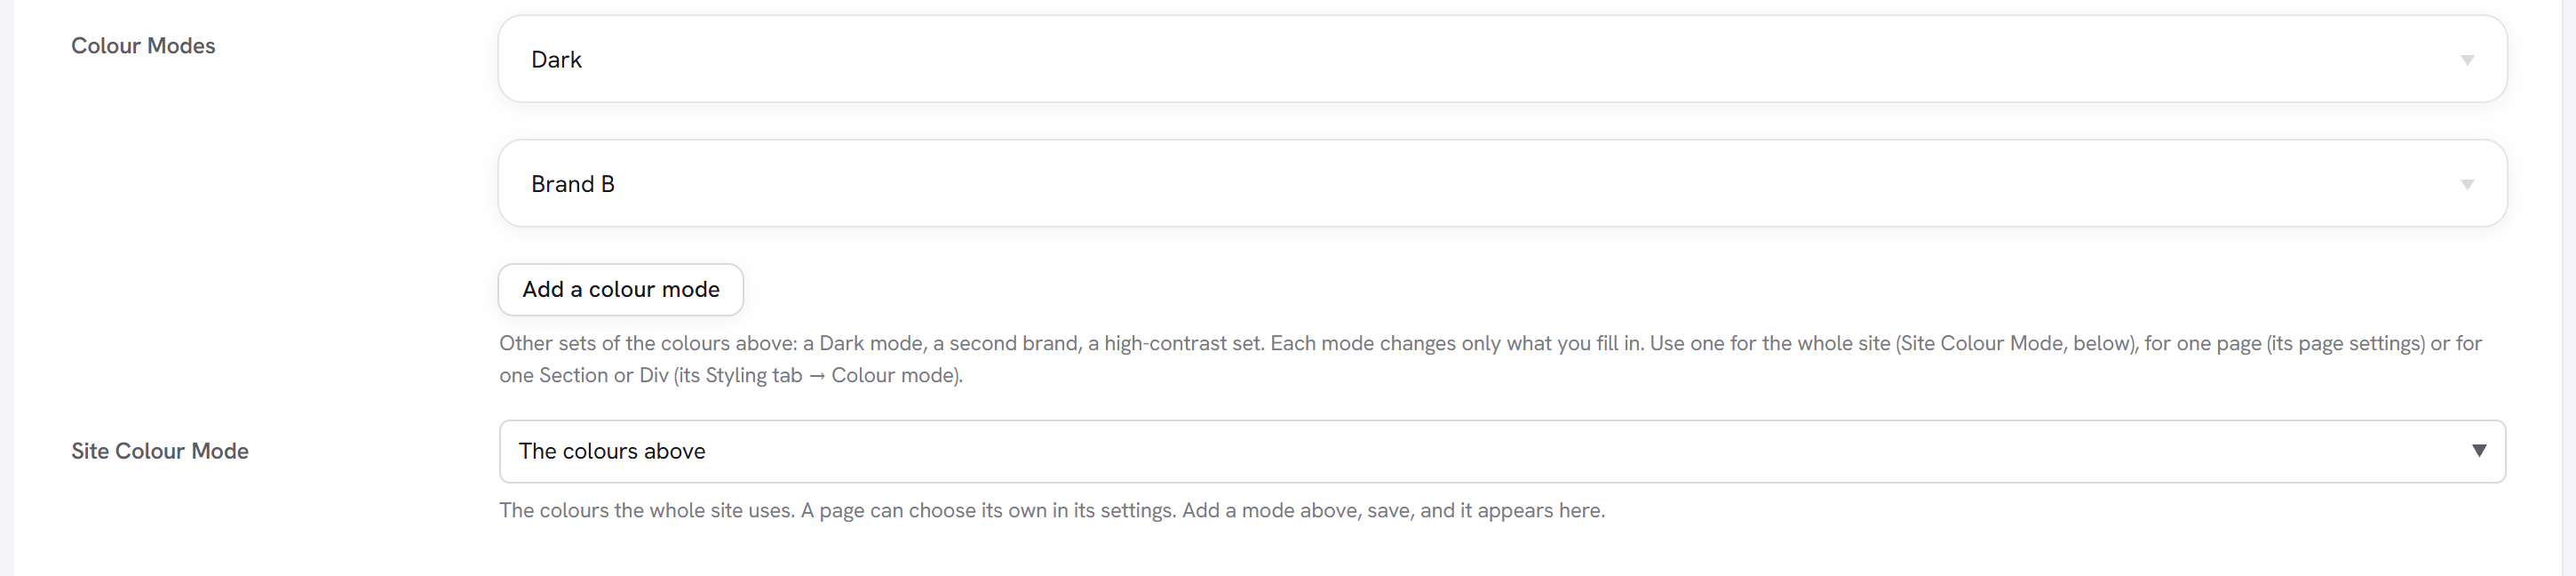 Colour Modes
Dark
Brand B
Add a colour mode
Other sets of the colours above: a Dark mode, a second brand, a high-contrast set. Each mode changes only what you fill in. Use one for the whole site (Site Colour Mode, below), for one page (its page settings) or for
one Section or Div (its Styling tab → Colour mode).
Site Colour Mode
The colours above
The colours the whole site uses. A page can choose its own in its settings. Add a mode above, save, and it appears here.